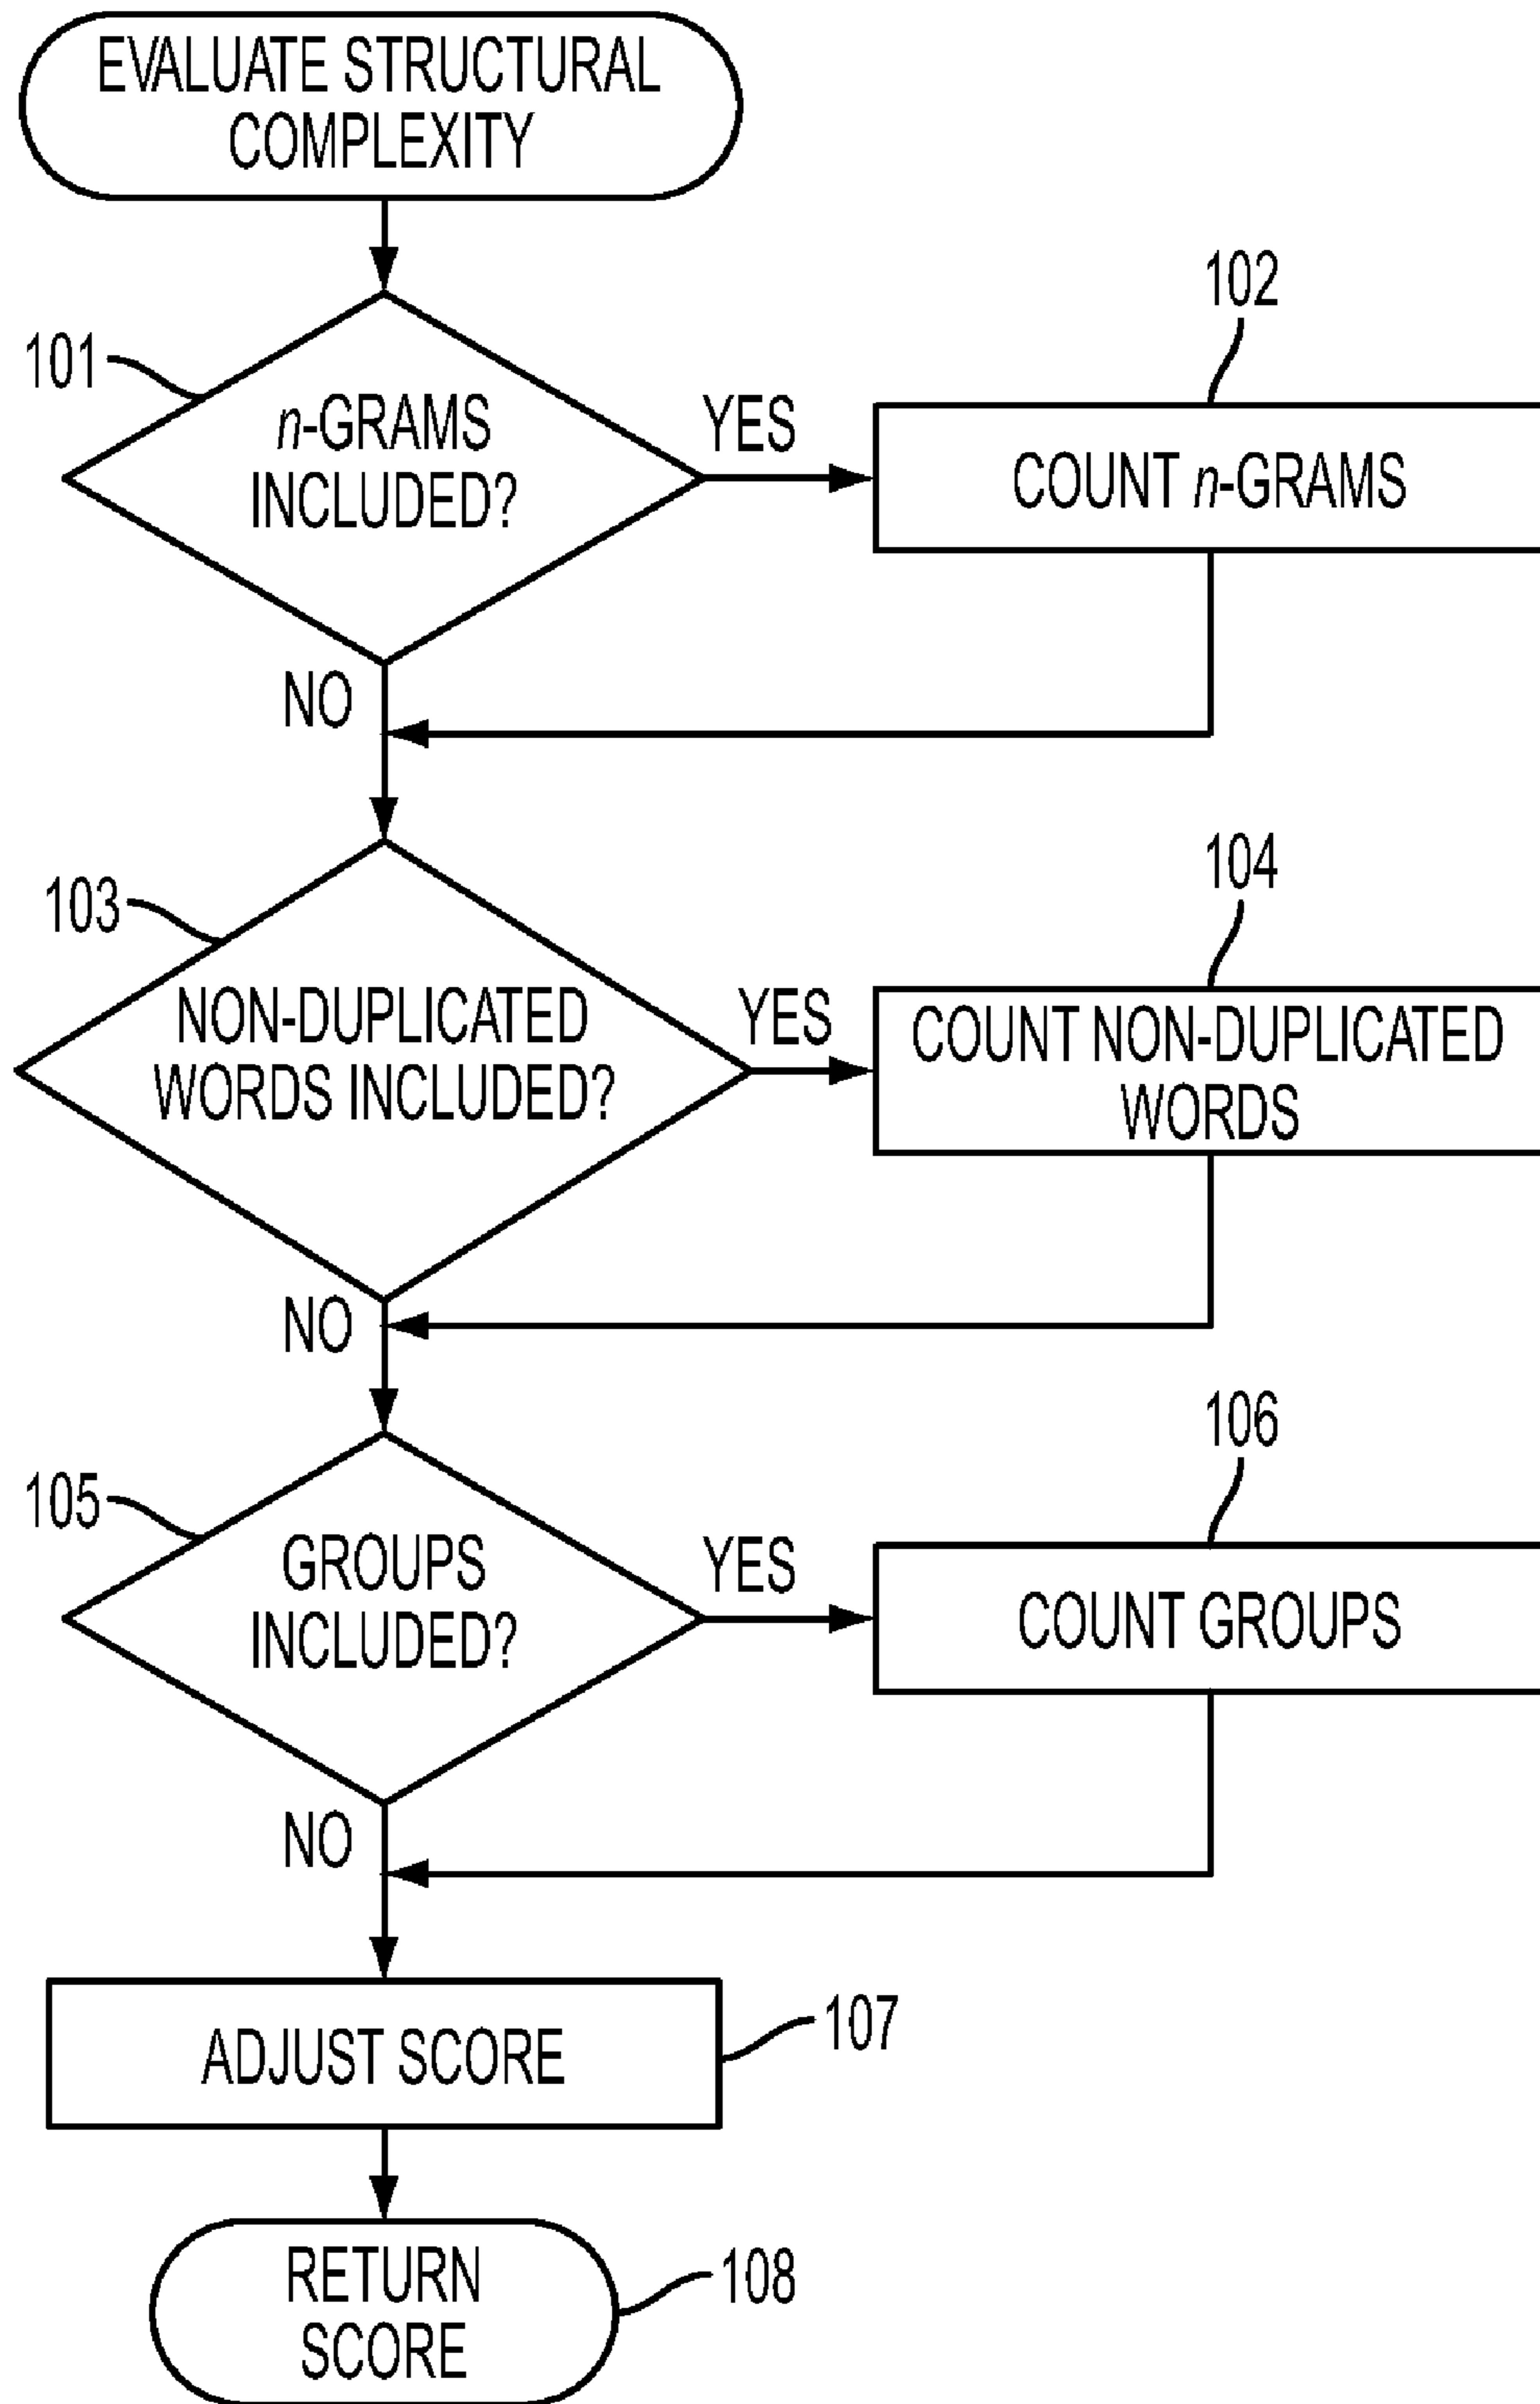 EVALUATE STRUCTURAL
COMPLEXITY
102
101
n-GRAMS
INCLUDED?
YES
COUNT n-GRAMS
NO
104
103
NON-DUPLICATED
WORDS INCLUDED?
YES
COUNT NON-DUPLICATED
WORDS
NO
106
105
GROUPS
INCLUDED?
YES
COUNT GROUPS
NO
ADJUST SCORE
107
RETURN
SCORE
108